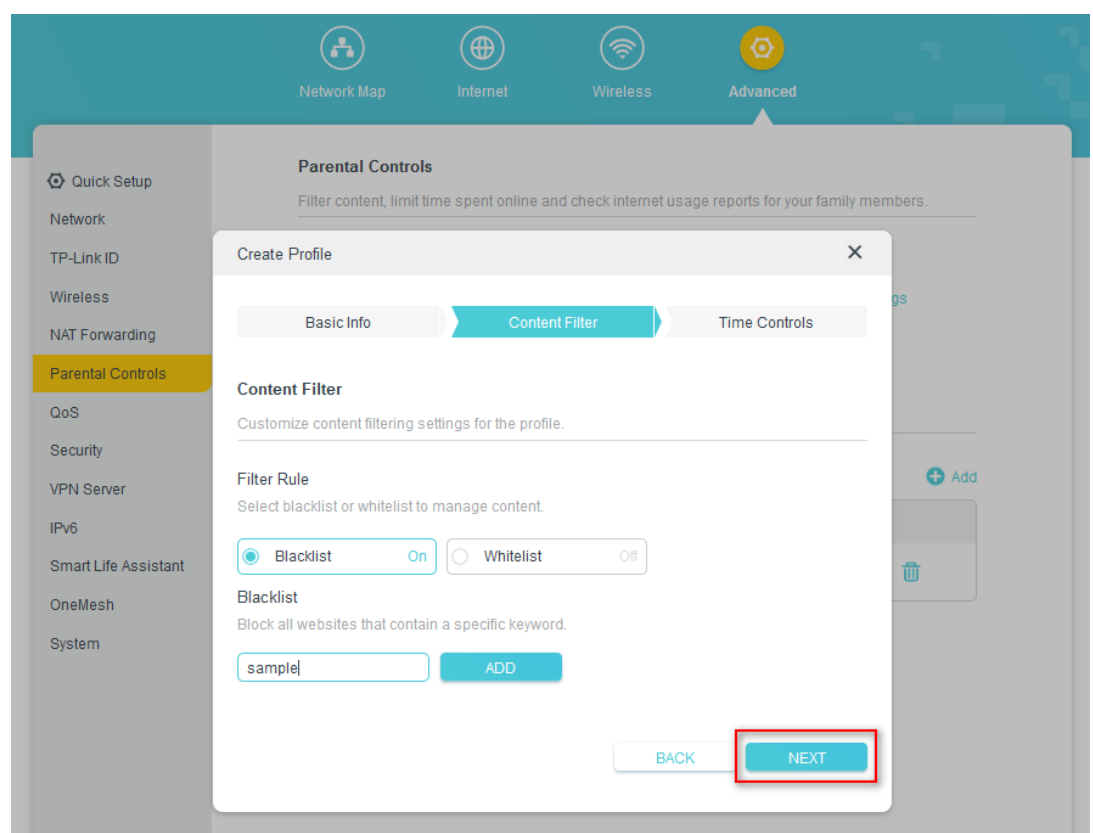 Network Map
Internet
Wireless
Advanced
Quick Setup
Network
TP-Link ID
Wireless
NAT Forwarding
Parental Controls
QoS
Security
VPN Server
IPv6
Smart Life Assistant
OneMesh
System
Parental Controls
Filter content, limit time spent online and check internet usage reports for your family members.
gs
Add
Create Profile
Basic Info
Content Filter
Time Controls
Content Filter
Customize content filtering settings for the profile.
Filter Rule
Select blacklist or whitelist to manage content.
Blacklist On
Whitelist Off
Blacklist
Block all websites that contain a specific keyword.
sample
ADD
BACK
NEXT